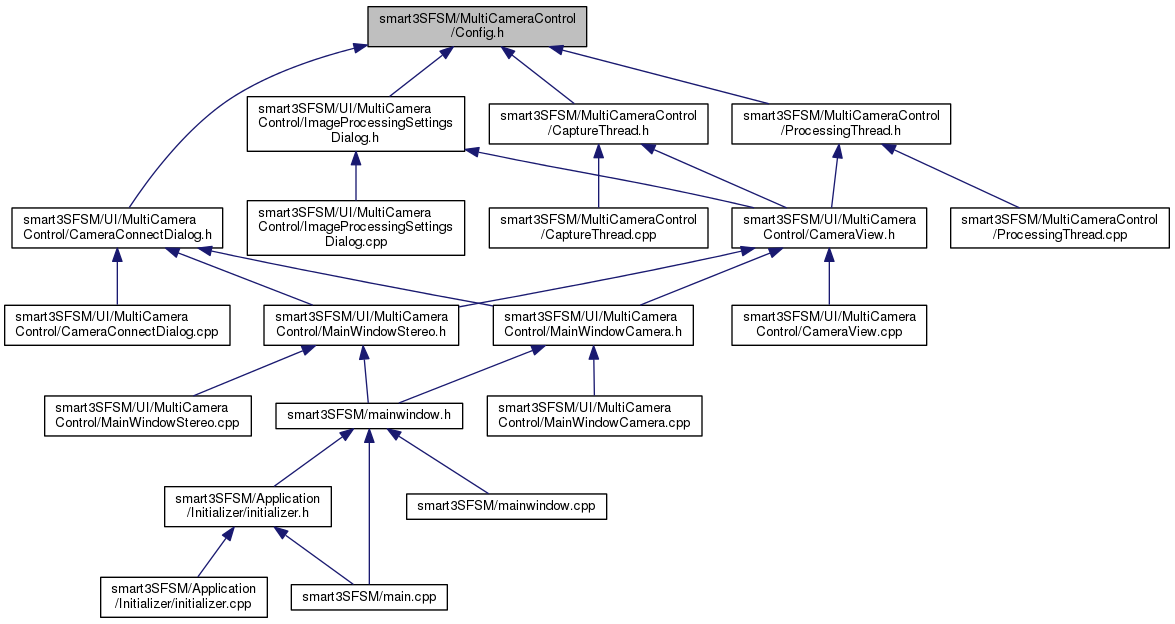 smart3SFSM/MultiCameraControl
/Config.h
smart3SFSM/UI/MultiCamera
Control/ImageProcessingSettings
Dialog.h
smart3SFSM/MultiCameraControl
/CaptureThread.h
smart3SFSM/MultiCameraControl
/ProcessingThread.h
smart3SFSM/UI/MultiCamera
Control/CameraConnectDialog.h
smart3SFSM/UI/MultiCamera
Control/ImageProcessingSettings
Dialog.cpp
smart3SFSM/MultiCameraControl
/CaptureThread.cpp
smart3SFSM/UI/MultiCamera
Control/CameraView.h
smart3SFSM/MultiCameraControl
/ProcessingThread.cpp
smart3SFSM/UI/MultiCamera
Control/CameraConnectDialog.cpp
smart3SFSM/UI/MultiCamera
Control/MainWindowStereo.h
smart3SFSM/UI/MultiCamera
Control/MainWindowCamera.h
smart3SFSM/UI/MultiCamera
Control/CameraView.cpp
smart3SFSM/UI/MultiCamera
Control/MainWindowStereo.cpp
smart3SFSM/mainwindow.h
smart3SFSM/UI/MultiCamera
Control/MainWindowCamera.cpp
smart3SFSM/Application
/Initializer/initializer.h
smart3SFSM/mainwindow.cpp
smart3SFSM/Application
/Initializer/initializer.cpp
smart3SFSM/main.cpp